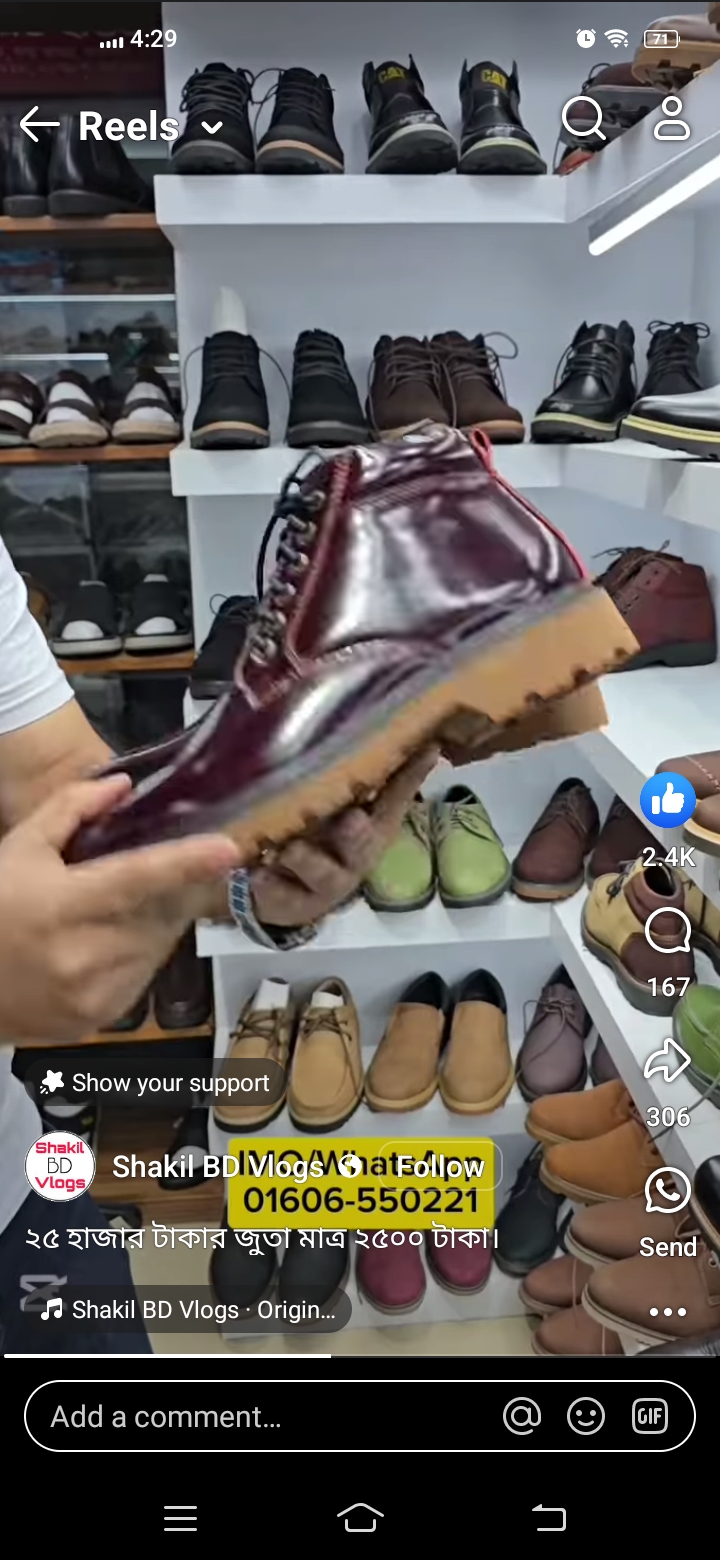 4:29
71
Reels
CAT
CAT
2.4K
167
306
Send
Show your support
Shakil
BD
Vlogs
Shakil BD Vlogs
Follow
IMO/WhatsApp
01606-550221
২৫ হাজার টাকার জুতা মাত্র ২৫০০ টাকা।
Shakil BD Vlogs · Origin...
Add a comment...
GIF